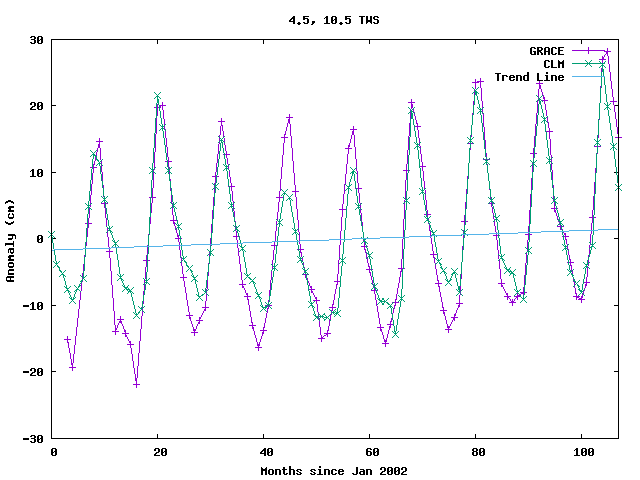 4.5, 10.5 TWS
GRACE
CLM
Trend Line
30
20
10
0
-10
-20
-30
Anomaly (cm)
0 20 40 60 80 100
Months since Jan 2002